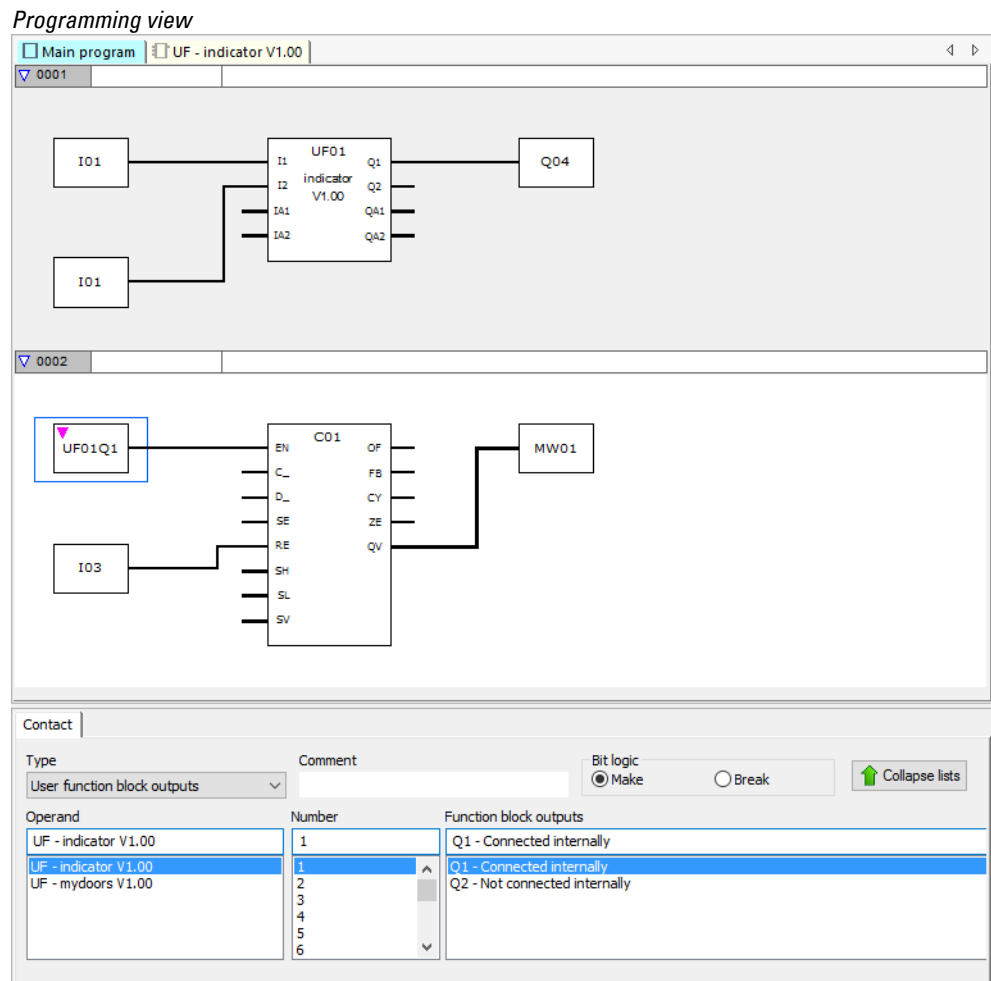 Programming view
Main program UF - indicator V1.00
0001
I01 I1 UF01 Q1 Q04
I2 indicator Q2
V1.00
IA1 QA1
IA2 QA2
I01
0002
UF01Q1 EN C01 OF MW01
C_ FB
D_ CY
SE ZE
RE QV
I03 SH
SL
SV
Contact
Type Comment Bit logic
User function block outputs Make Break Collapse lists
Operand Number Function block outputs
UF - indicator V1.00 1 Q1 - Connected internally
UF - indicator V1.00 1 Q1 - Connected internally
UF - mydoors V1.00 2 Q2 - Not connected internally
3
4
5
6